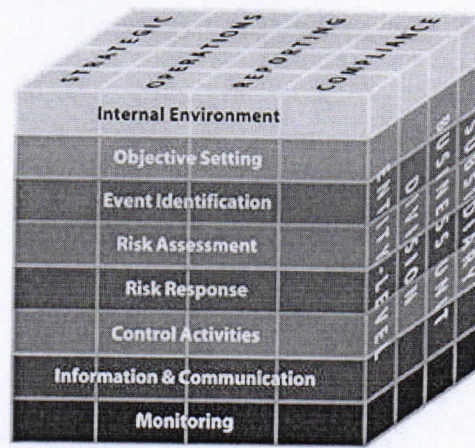 STRATEGIC
OPERATIONS
REPORTING
COMPLIANCE
Internal Environment
Objective Setting
Event Identification
Risk Assessment
Risk Response
Control Activities
Information & Communication
Monitoring
ENTITY-LEVEL
DIVISION
BUSINESS UNIT
SUBSIDIARY